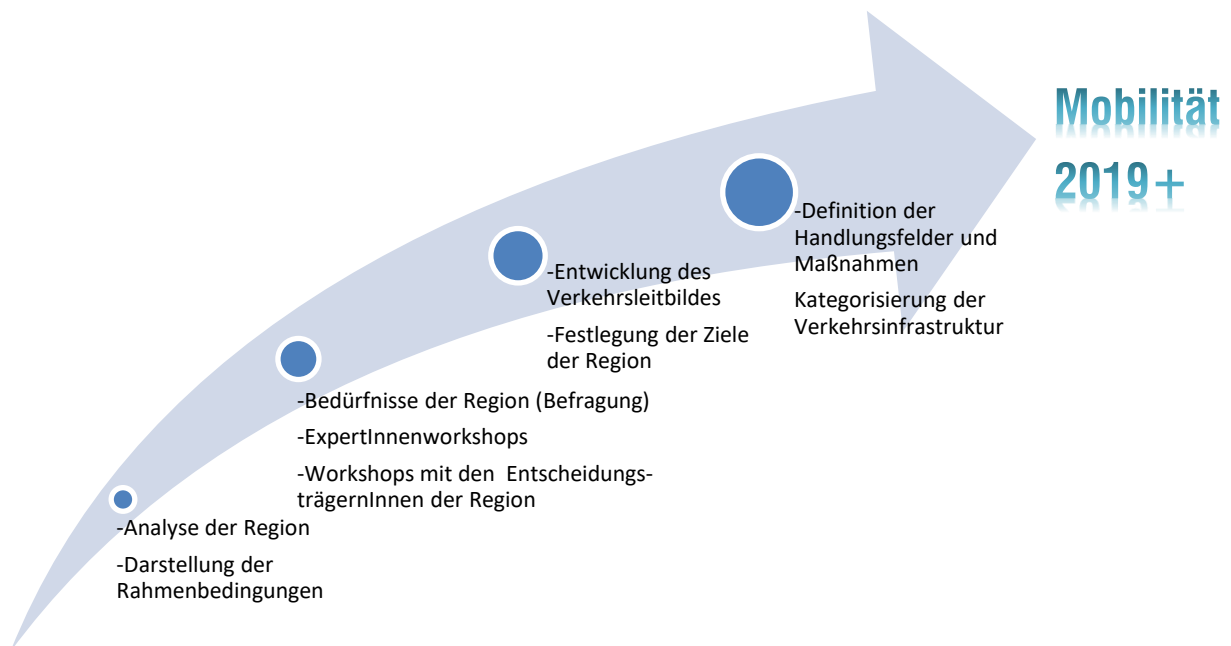 Mobilität
2019+
-Definition der
Handlungsfelder und
Maßnahmen
Kategorisierung der
Verkehrsinfrastruktur
-Entwicklung des
Verkehrsleitbildes
-Festlegung der Ziele
der Region
-Bedürfnisse der Region (Befragung)
-ExpertInnenworkshops
-Workshops mit den  Entscheidungs-
trägernInnen der Region
-Analyse der Region
-Darstellung der
Rahmenbedingungen